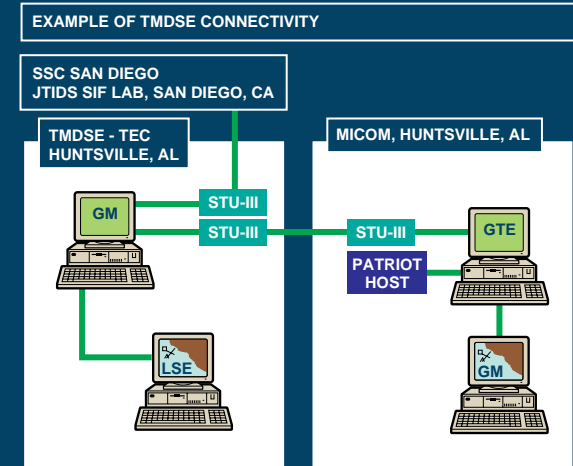 EXAMPLE OF TMDSE CONNECTIVITY
SSC SAN DIEGO
JTIDS SIF LAB, SAN DIEGO, CA
TMDSE - TEC
HUNTSVILLE, AL
MICOM, HUNTSVILLE, AL
GM
STU-III
STU-III
STU-III
GTE
PATRIOT
HOST
LSE
GM